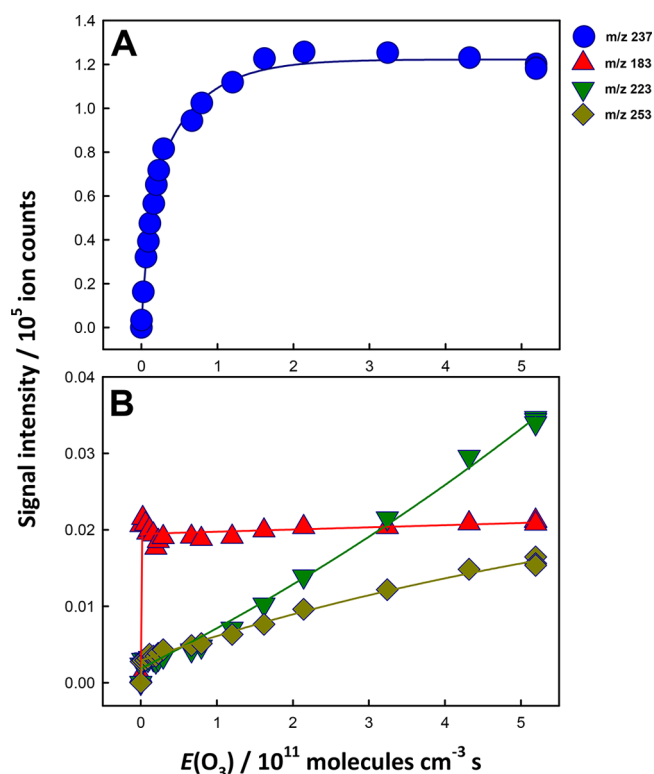 A
1.4
1.2
1.0
0.8
0.6
0.4
0.2
0.0
0 1 2 3 4 5
m/z 237
m/z 183
m/z 223
m/z 253
Signal intensity / 10⁵ ion counts
B
0.04
0.03
0.02
0.01
0.00
0 1 2 3 4 5
E(O₃) / 10¹¹ molecules cm⁻³ s